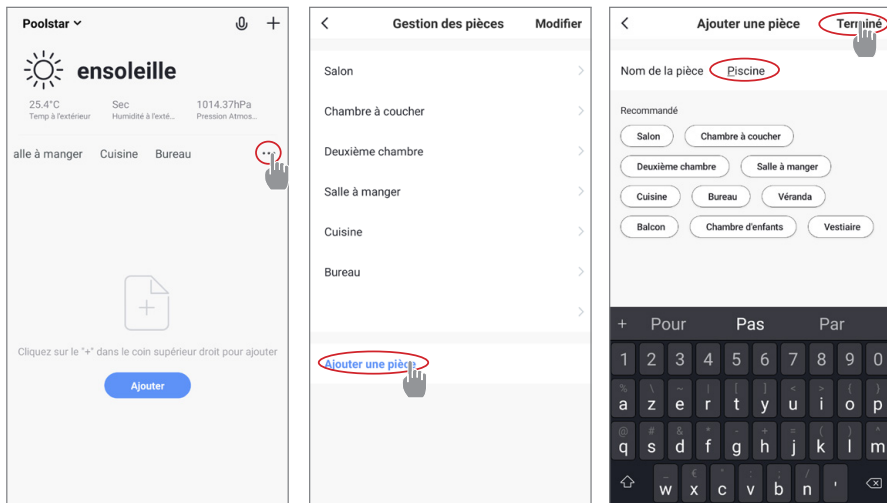 Poolstar
ensoleille
25.4°C Sec 1014.37hPa
Temp à l'extérieur Humidité à l'exté... Pression Atmos...
alle à manger Cuisine Bureau ...
Cliquez sur le "+" dans le coin supérieur droit pour ajouter
Ajouter
Gestion des pièces Modifier
Salon
Chambre à coucher
Deuxième chambre
Salle à manger
Cuisine
Bureau
Ajouter une pièce
Ajouter une pièce Terminé
Nom de la pièce Piscine
Recommandé
Salon Chambre à coucher
Deuxième chambre Salle à manger
Cuisine Bureau Véranda
Balcon Chambre d'enfants Vestiaire
+ Pour Pas Par
1 2 3 4 5 6 7 8 9 0
% \ ~ | [ ] < > { }
a z e r t y u i o p
@ # & * - + = ( ) ^
q s d f g h j k l m
_ € " : ; /
w x c v b n '